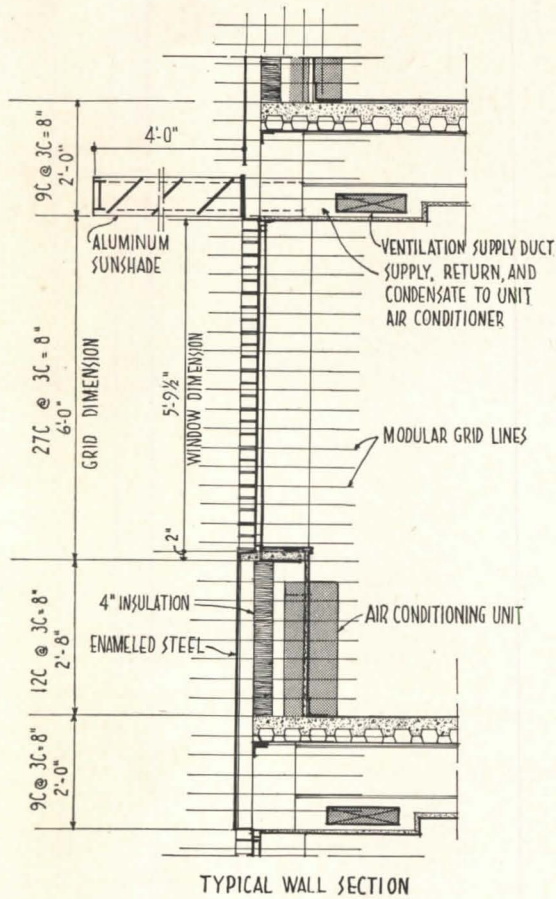 9C @ 3C = 8"
2'-0"
4'-0"
ALUMINUM
SUNSHADE
VENTILATION SUPPLY DUCT
SUPPLY, RETURN, AND
CONDENSATE TO UNIT
AIR CONDITIONER
27C @ 3C = 8"
6'-0"
GRID DIMENSION
WINDOW DIMENSION
5'-9½"
MODULAR GRID LINES
2"
4" INSULATION
ENAMELED STEEL
AIR CONDITIONING UNIT
12C @ 3C = 8"
2'-8"
9C @ 3C = 8"
2'-0"
TYPICAL WALL SECTION